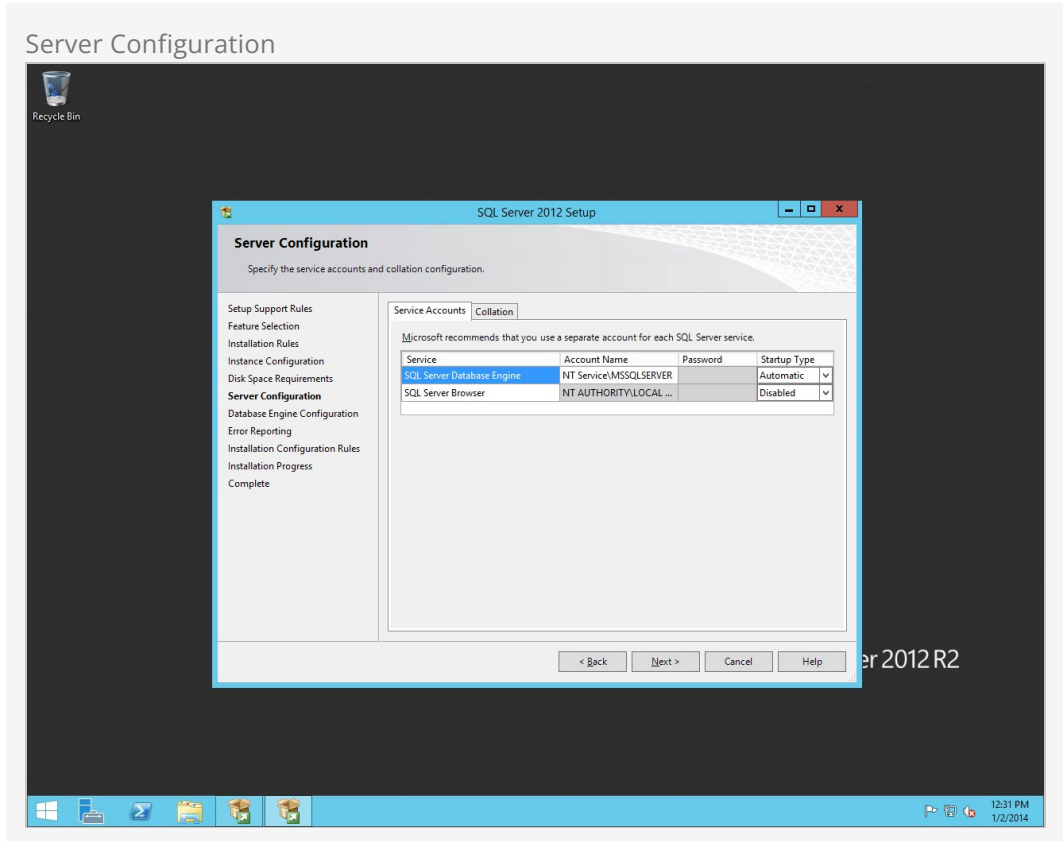 Server Configuration
Recycle Bin
SQL Server 2012 Setup
Server Configuration
Specify the service accounts and collation configuration.
Setup Support Rules
Feature Selection
Installation Rules
Instance Configuration
Disk Space Requirements
Server Configuration
Database Engine Configuration
Error Reporting
Installation Configuration Rules
Installation Progress
Complete
Service Accounts Collation
Microsoft recommends that you use a separate account for each SQL Server service.
Service Account Name Password Startup Type
SQL Server Database Engine NT Service\MSSQLSERVER Automatic
SQL Server Browser NT AUTHORITY\LOCAL ... Disabled
< Back Next > Cancel Help
er 2012 R2
12:31 PM
1/2/2014